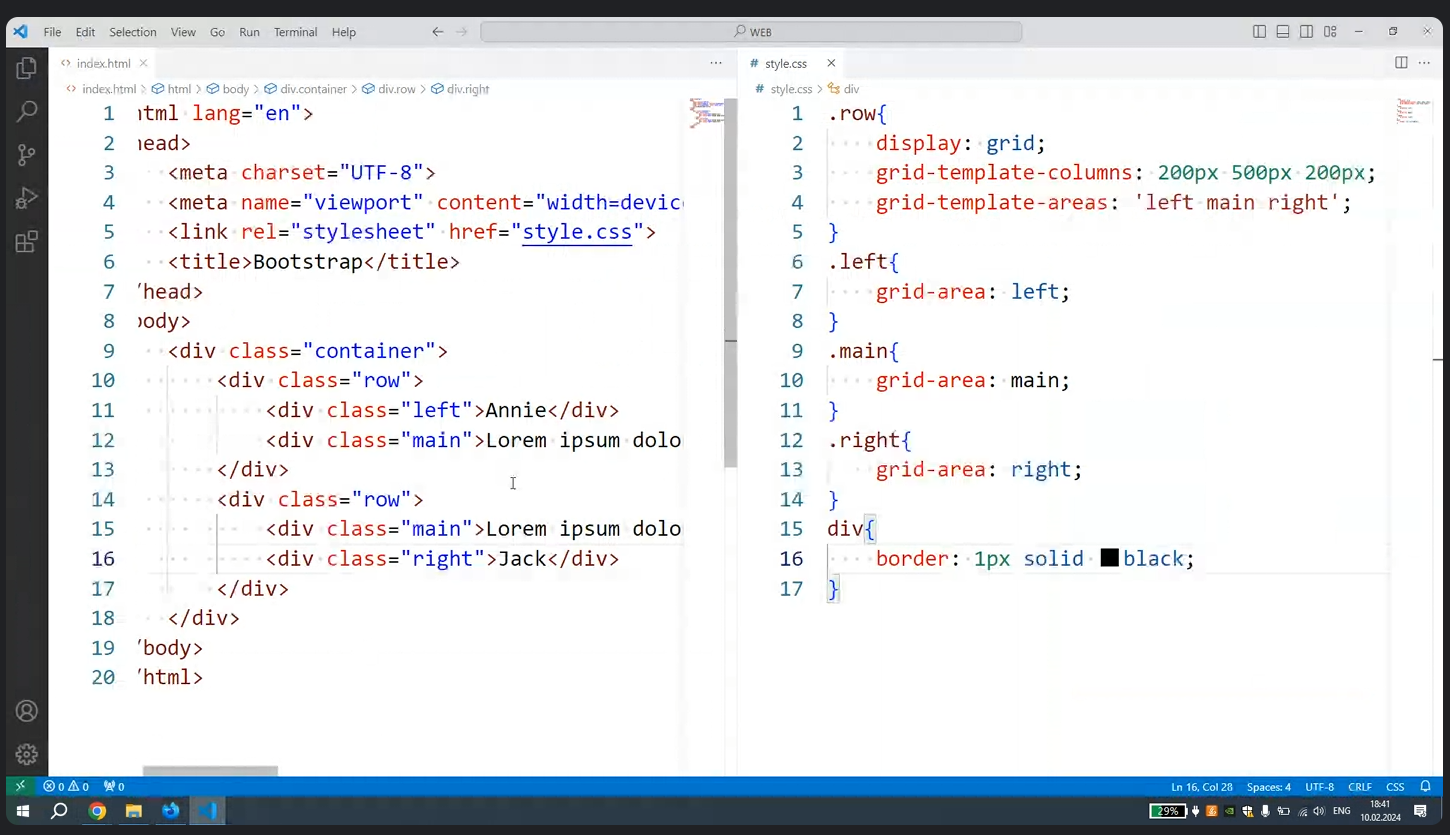 File Edit Selection View Go Run Terminal Help
WEB
index.html
index.html > html > body > div.container > div.row > div.right
1 html lang="en">
2 head>
3 <meta charset="UTF-8">
4 <meta name="viewport" content="width=devic
5 <link rel="stylesheet" href="style.css">
6 <title>Bootstrap</title>
7 /head>
8 body>
9 <div class="container">
10 <div class="row">
11 <div class="left">Annie</div>
12 <div class="main">Lorem ipsum dolo
13 </div>
14 <div class="row">
15 <div class="main">Lorem ipsum dolo
16 <div class="right">Jack</div>
17 </div>
18 </div>
19 /body>
20 /html>
# style.css
# style.css > div
1 .row{
2 display: grid;
3 grid-template-columns: 200px 500px 200px;
4 grid-template-areas: 'left main right';
5 }
6 .left{
7 grid-area: left;
8 }
9 .main{
10 grid-area: main;
11 }
12 .right{
13 grid-area: right;
14 }
15 div{
16 border: 1px solid black;
17 }
0 0 0
Ln 16, Col 28 Spaces: 4 UTF-8 CRLF CSS
29% ENG
18:41
10.02.2024